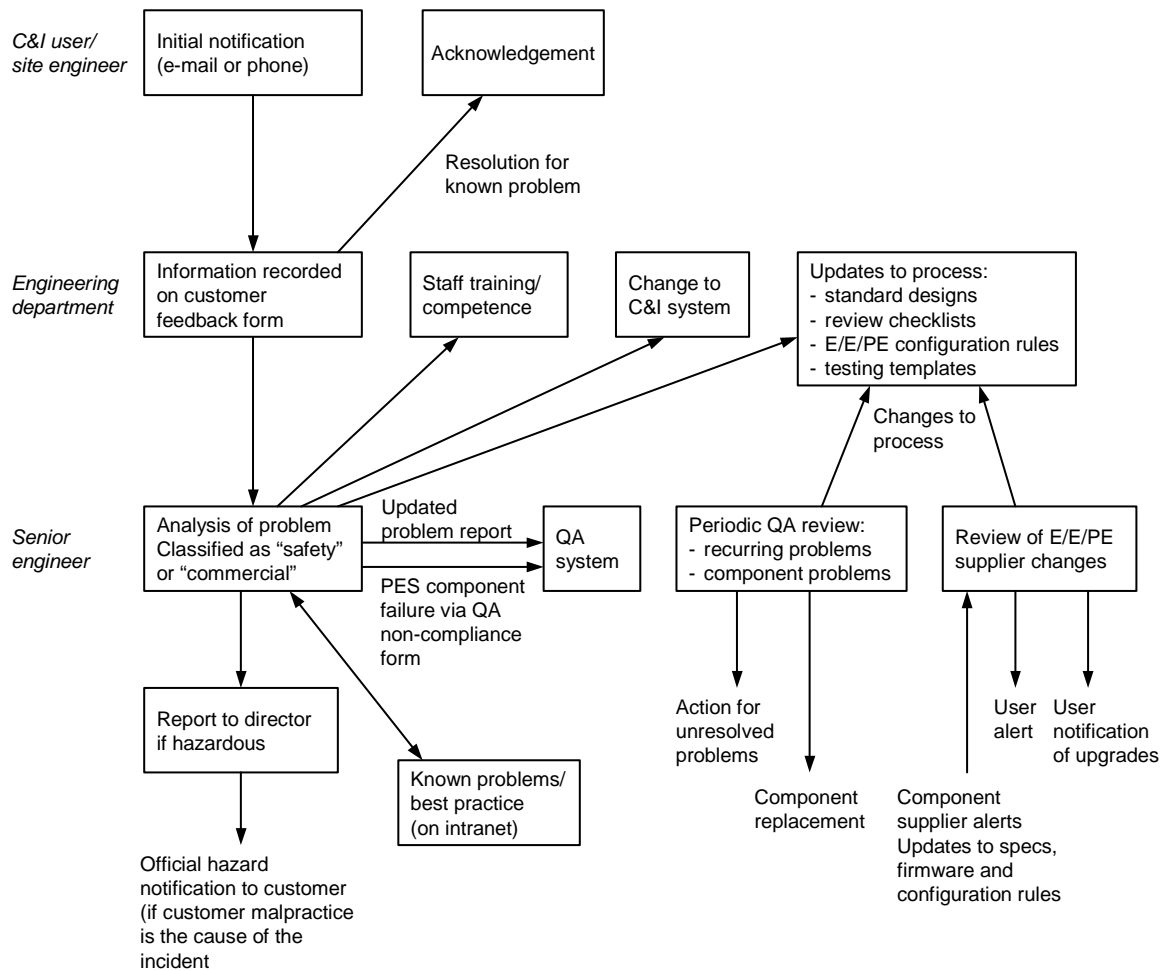 C&I user/
site engineer
Initial notification
(e-mail or phone)
Acknowledgement
Resolution for
known problem
Engineering
department
Information recorded
on customer
feedback form
Staff training/
competence
Change to
C&I system
Updates to process:
- standard designs
- review checklists
- E/E/PE configuration rules
- testing templates
Changes to
process
Senior
engineer
Analysis of problem
Classified as “safety”
or “commercial”
Updated
problem report
PES component
failure via QA
non-compliance
form
QA
system
Periodic QA review:
- recurring problems
- component problems
Review of E/E/PE
supplier changes
Report to director
if hazardous
Known problems/
best practice
(on intranet)
Action for
unresolved
problems
Component
replacement
User
alert
User
notification
of upgrades
Component
supplier alerts
Updates to specs,
firmware and
configuration rules
Official hazard
notification to customer
(if customer malpractice
is the cause of the
incident